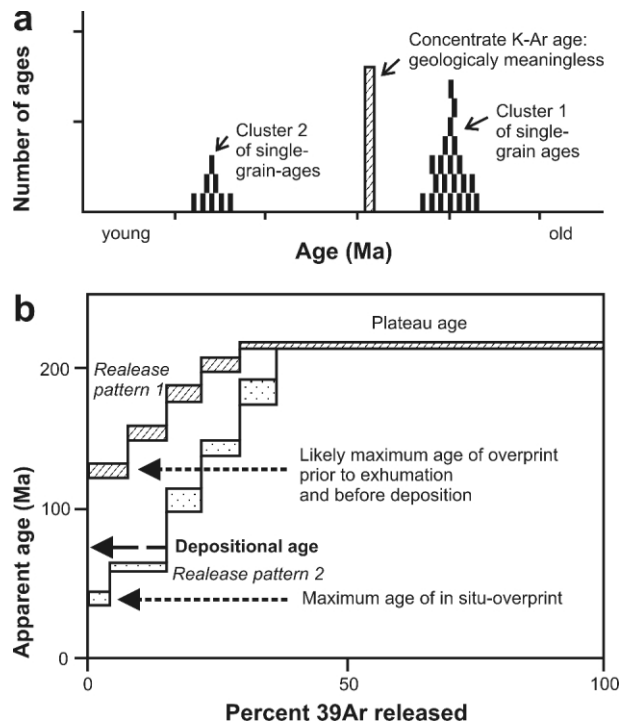 a
Number of ages
Concentrate K-Ar age:
geologicaly meaningless
Cluster 2
of single-
grain-ages
Cluster 1
of single-
grain ages
young
old
Age (Ma)
b
Apparent age (Ma)
200
100
0
Plateau age
Realease
pattern 1
Likely maximum age of overprint
prior to exhumation
and before deposition
Depositional age
Realease pattern 2
Maximum age of in situ-overprint
0
50
100
Percent 39Ar released